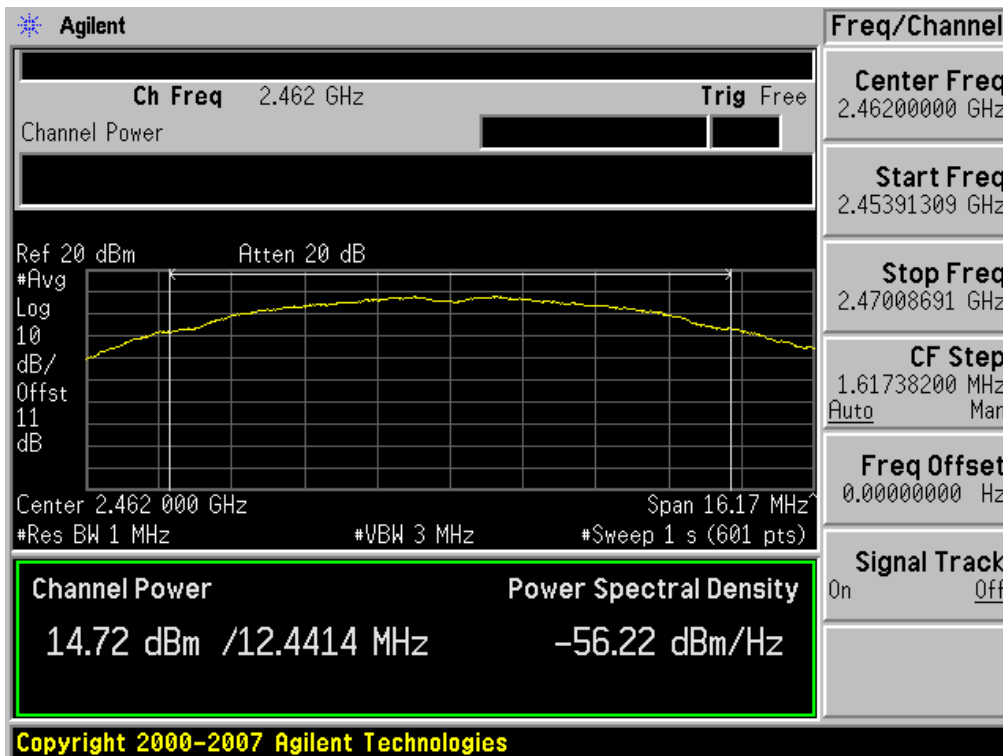 Agilent
Freq/Channel
Ch Freq 2.462 GHz Trig Free
Channel Power
Ref 20 dBm Atten 20 dB
#Avg
Log
10
dB/
Offst
11
dB
Center 2.462 000 GHz Span 16.17 MHz^
#Res BW 1 MHz #VBW 3 MHz #Sweep 1 s (601 pts)
Channel Power Power Spectral Density
14.72 dBm /12.4414 MHz -56.22 dBm/Hz
Center Freq
2.46200000 GHz
Start Freq
2.45391309 GHz
Stop Freq
2.47008691 GHz
CF Step
1.61738200 MHz
Auto Man
Freq Offset
0.00000000 Hz
Signal Track
On Off
Copyright 2000-2007 Agilent Technologies